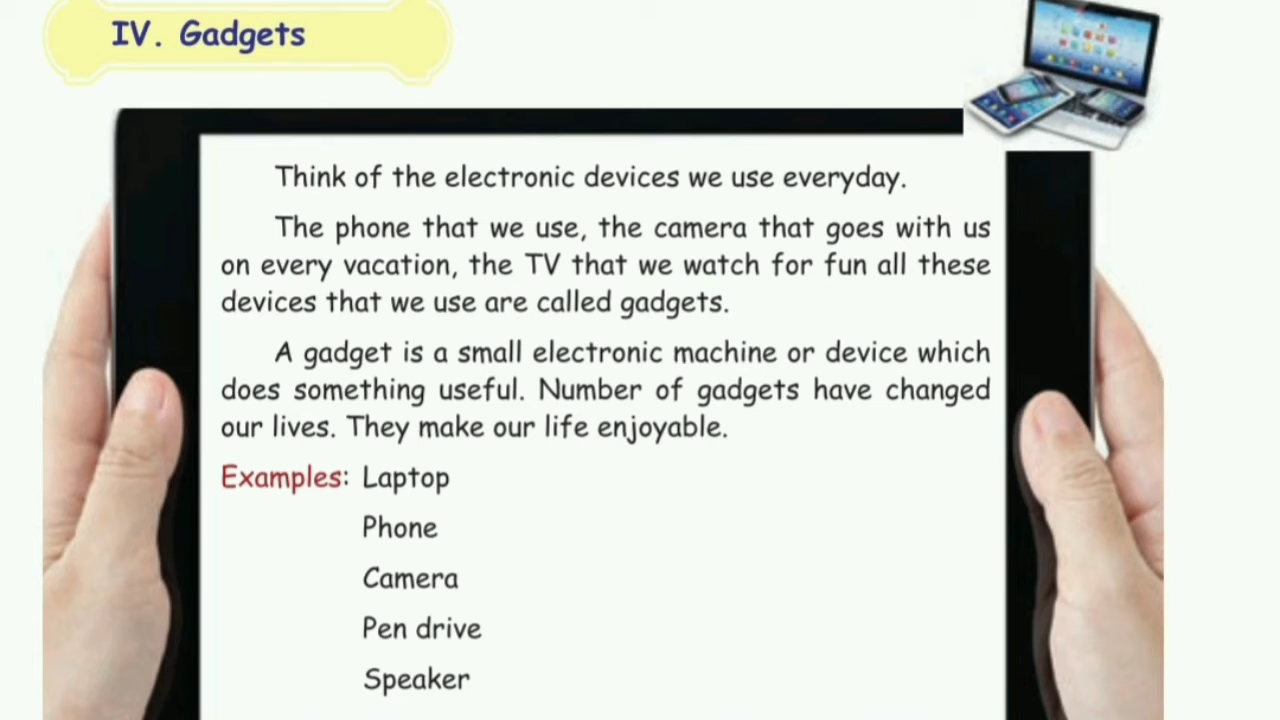 IV. Gadgets
Think of the electronic devices we use everyday.
The phone that we use, the camera that goes with us
on every vacation, the TV that we watch for fun all these
devices that we use are called gadgets.
A gadget is a small electronic machine or device which
does something useful. Number of gadgets have changed
our lives. They make our life enjoyable.
Examples: Laptop
Phone
Camera
Pen drive
Speaker